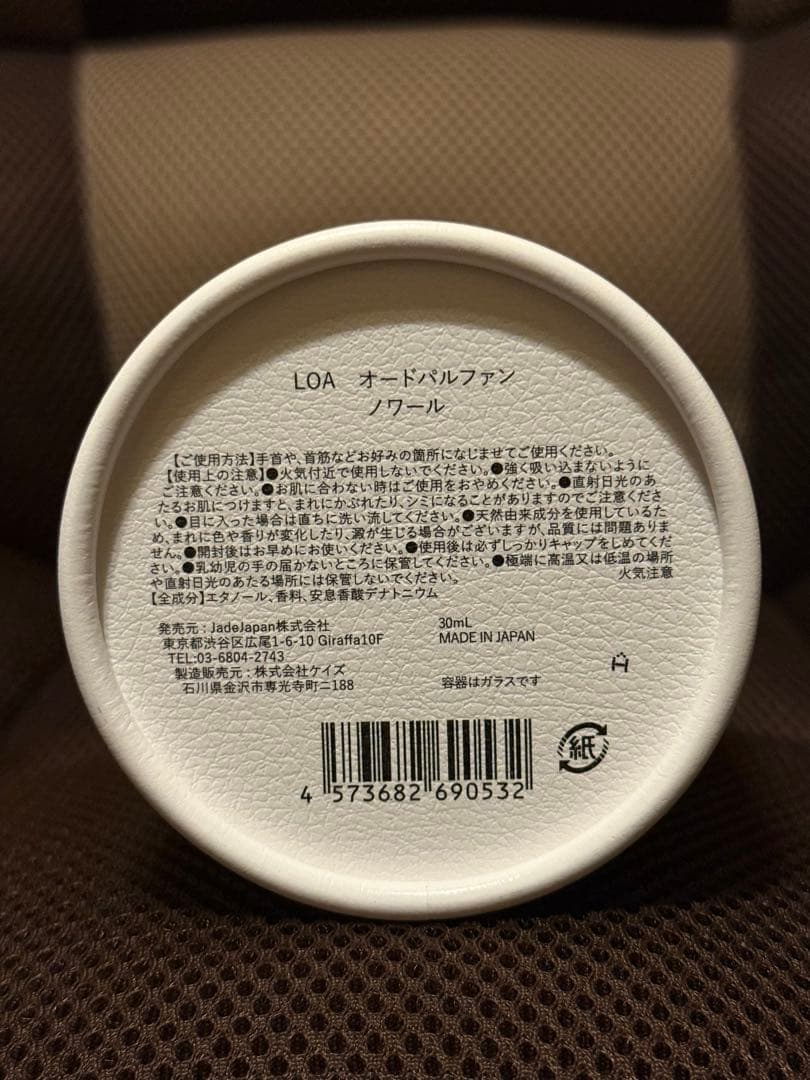 LOA　オードパルファン
ノワール
【ご使用方法】手首や、首筋などお好みの箇所になじませてご使用ください。
【使用上の注意】●火気付近で使用しないでください。●強く吸い込まないように
ご注意ください。●お肌に合わない時はご使用をおやめください。●直射日光のあ
たるお肌につけますと、まれにかぶれたり、シミになることがありますのでご注意くださ
い。●目に入った場合は直ちに洗い流してください。●天然由来成分を使用しているた
め、まれに色や香りが変化したり、澱が生じる場合がございますが、品質には問題ありま
せん。●開封後はお早めにお使いください。●使用後は必ずしっかりキャップをしめてくだ
さい。●乳幼児の手の届かないところに保管してください。●極端に高温又は低温の場所
や直射日光のあたる場所には保管しないでください。 火気注意
【全成分】エタノール、香料、安息香酸デナトニウム
発売元：JadeJapan株式会社
東京都渋谷区広尾1-6-10 Giraffa10F
TEL:03-6804-2743
製造販売元：株式会社ケイズ
石川県金沢市専光寺町ニ188
30mL
MADE IN JAPAN
容器はガラスです
4 573682 690532
紙